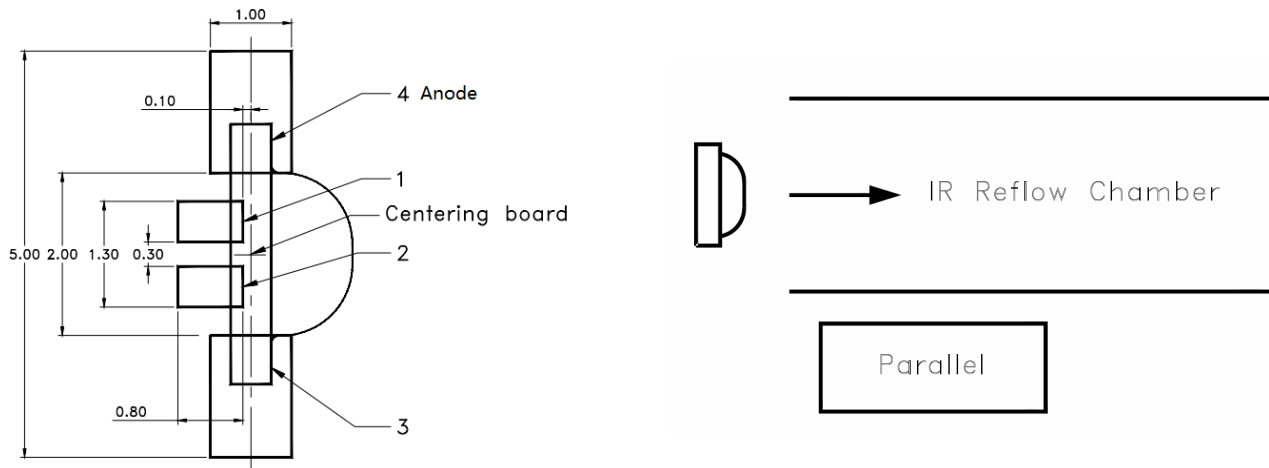 1.00
0.10
4 Anode
1
Centering board
5.00 2.00 1.30 0.30
2
0.80
3
IR Reflow Chamber
Parallel